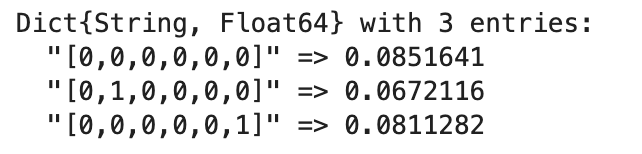 Dict{String, Float64} with 3 entries:
  "[0,0,0,0,0,0]" => 0.0851641
  "[0,1,0,0,0,0]" => 0.0672116
  "[0,0,0,0,0,1]" => 0.0811282